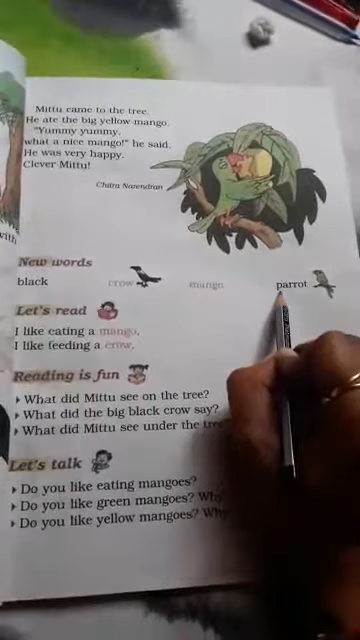 Mittu came to the tree.
He ate the big yellow mango.
"Yummy yummy,
what a nice mango!" he said.
He was very happy.
Clever Mittu!
Chitra Narendran
with
New words
black crow mango parrot
Let's read
I like eating a mango.
I like feeding a crow.
Reading is fun
What did Mittu see on the tree?
What did the big black crow say?
What did Mittu see under the tree
Let's talk
Do you like eating mangoes?
Do you like green mangoes? Why
Do you like yellow mangoes? Why